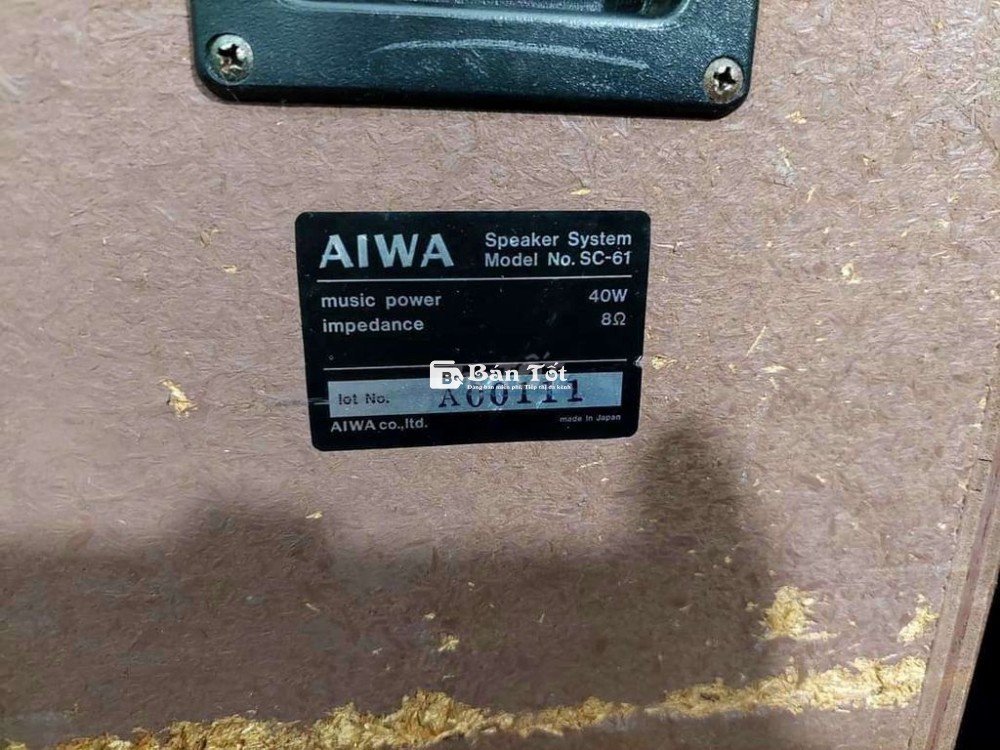 AIWA
Speaker System
Model No. SC-61
music power 40W
impedance 8Ω
Bán Tốt
lot No. A00111
AIWA co.,ltd.
made in Japan